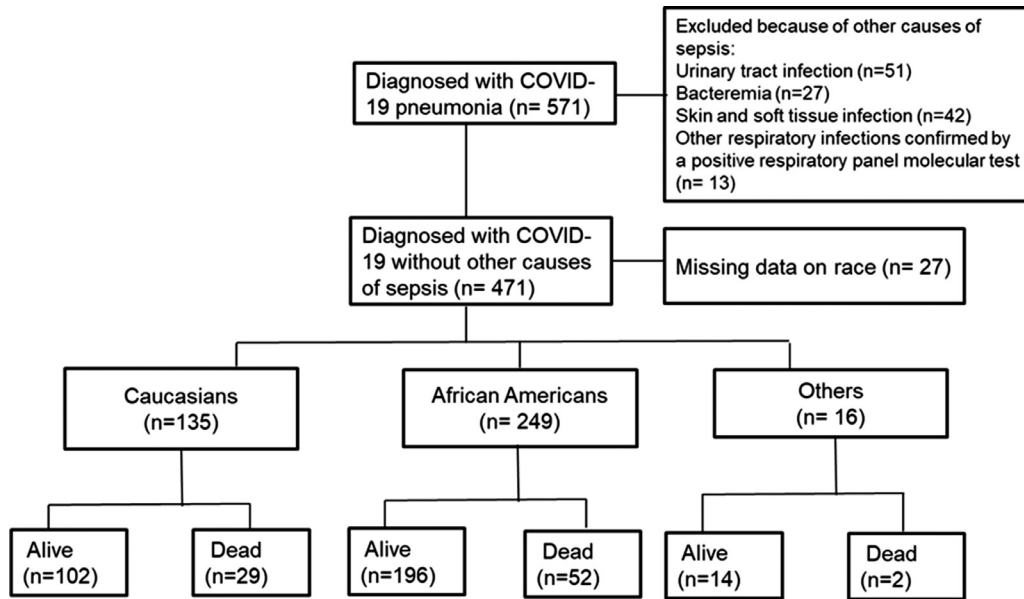 Diagnosed with COVID-
19 pneumonia (n= 571)
Excluded because of other causes of
sepsis:
Urinary tract infection (n=51)
Bacteremia (n=27)
Skin and soft tissue infection (n=42)
Other respiratory infections confirmed by
a positive respiratory panel molecular test
(n= 13)
Diagnosed with COVID-
19 without other causes
of sepsis (n= 471)
Missing data on race (n= 27)
Caucasians
(n=135)
African Americans
(n= 249)
Others
(n= 16)
Alive
(n=102)
Dead
(n=29)
Alive
(n=196)
Dead
(n=52)
Alive
(n=14)
Dead
(n=2)